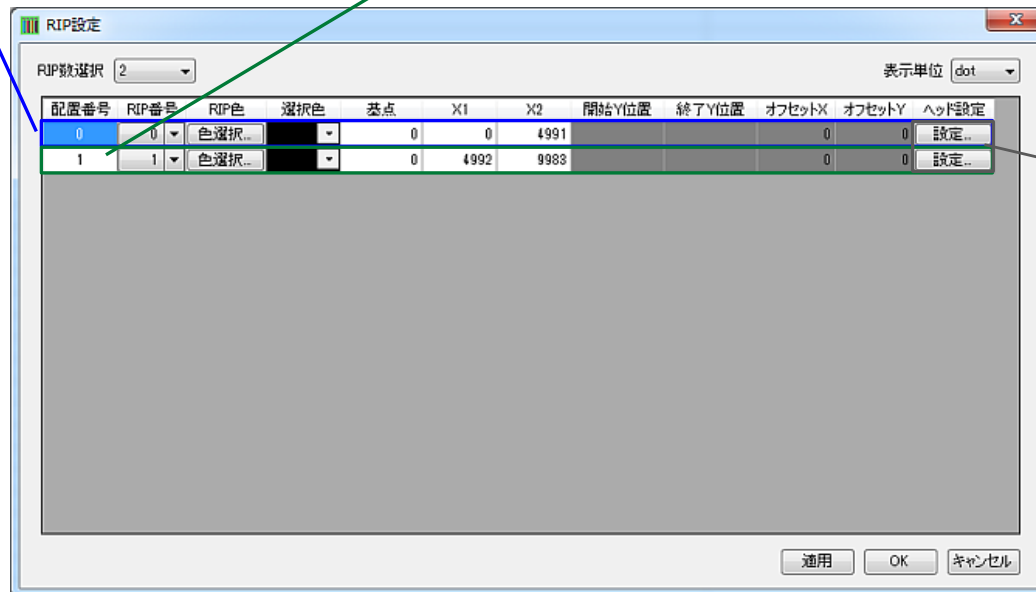 RIP設定
RIP数選択 2 表示単位 dot
配置番号 RIP番号 RIP色 選択色 基点 X1 X2 開始Y位置 終了Y位置 オフセットX オフセットY ヘッド設定
0 0 色選択... 0 0 4991 0 0 設定...
1 1 色選択... 0 4992 9983 0 0 設定...
適用 OK キャンセル